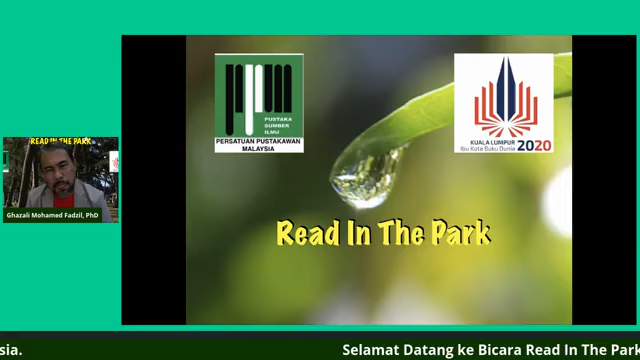 READ IN THE PARK
Ghazali Mohamed Fadzil, PhD
ppm
PUSTAKA
SUMBER
ILMU
PERSATUAN PUSTAKAWAN
MALAYSIA
KUALA LUMPUR
Ibu Kota Buku Dunia 2020
Read In The Park
sia.
Selamat Datang ke Bicara Read In The Park